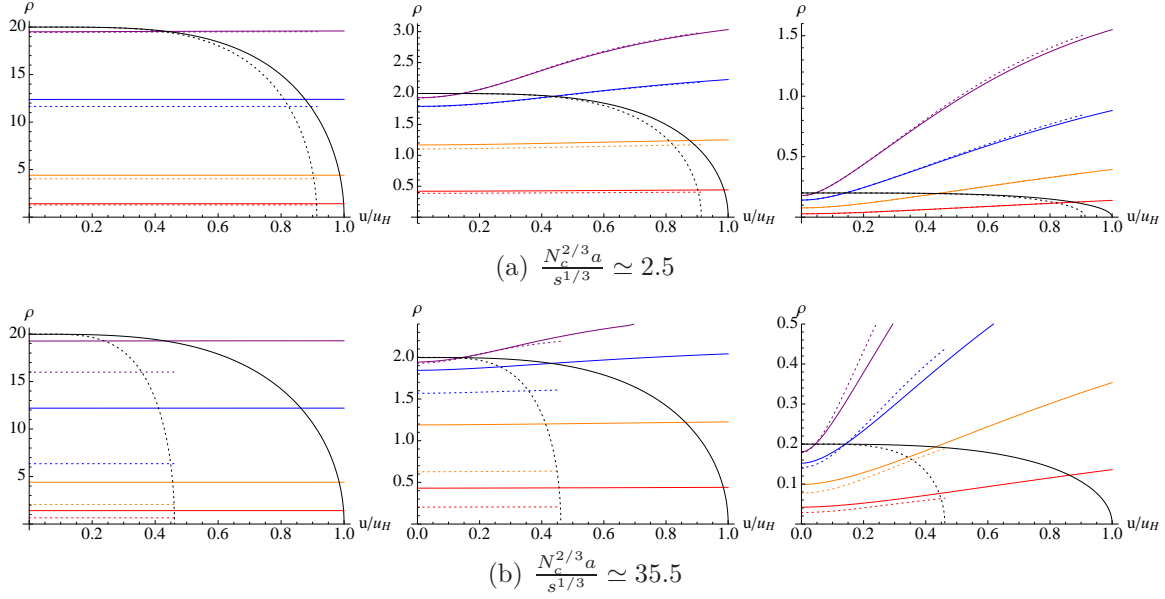 ρ ρ ρ
20 3.0 1.5
15 2.5 1.0
10 2.0 0.5
5 1.5
1.0
0.5
0.2 0.4 0.6 0.8 1.0 u/u_H 0.0 0.2 0.4 0.6 0.8 1.0 u/u_H 0.0 0.2 0.4 0.6 0.8 1.0 u/u_H
(a) \frac{N_c^{2/3} a}{s^{1/3}} ≃ 2.5
ρ ρ ρ
20 2.0 0.5
15 1.5 0.4
10 1.0 0.3
5 0.5 0.2
0.1
0.2 0.4 0.6 0.8 1.0 u/u_H 0.0 0.2 0.4 0.6 0.8 1.0 u/u_H 0.0 0.2 0.4 0.6 0.8 1.0 u/u_H
(b) \frac{N_c^{2/3} a}{s^{1/3}} ≃ 35.5